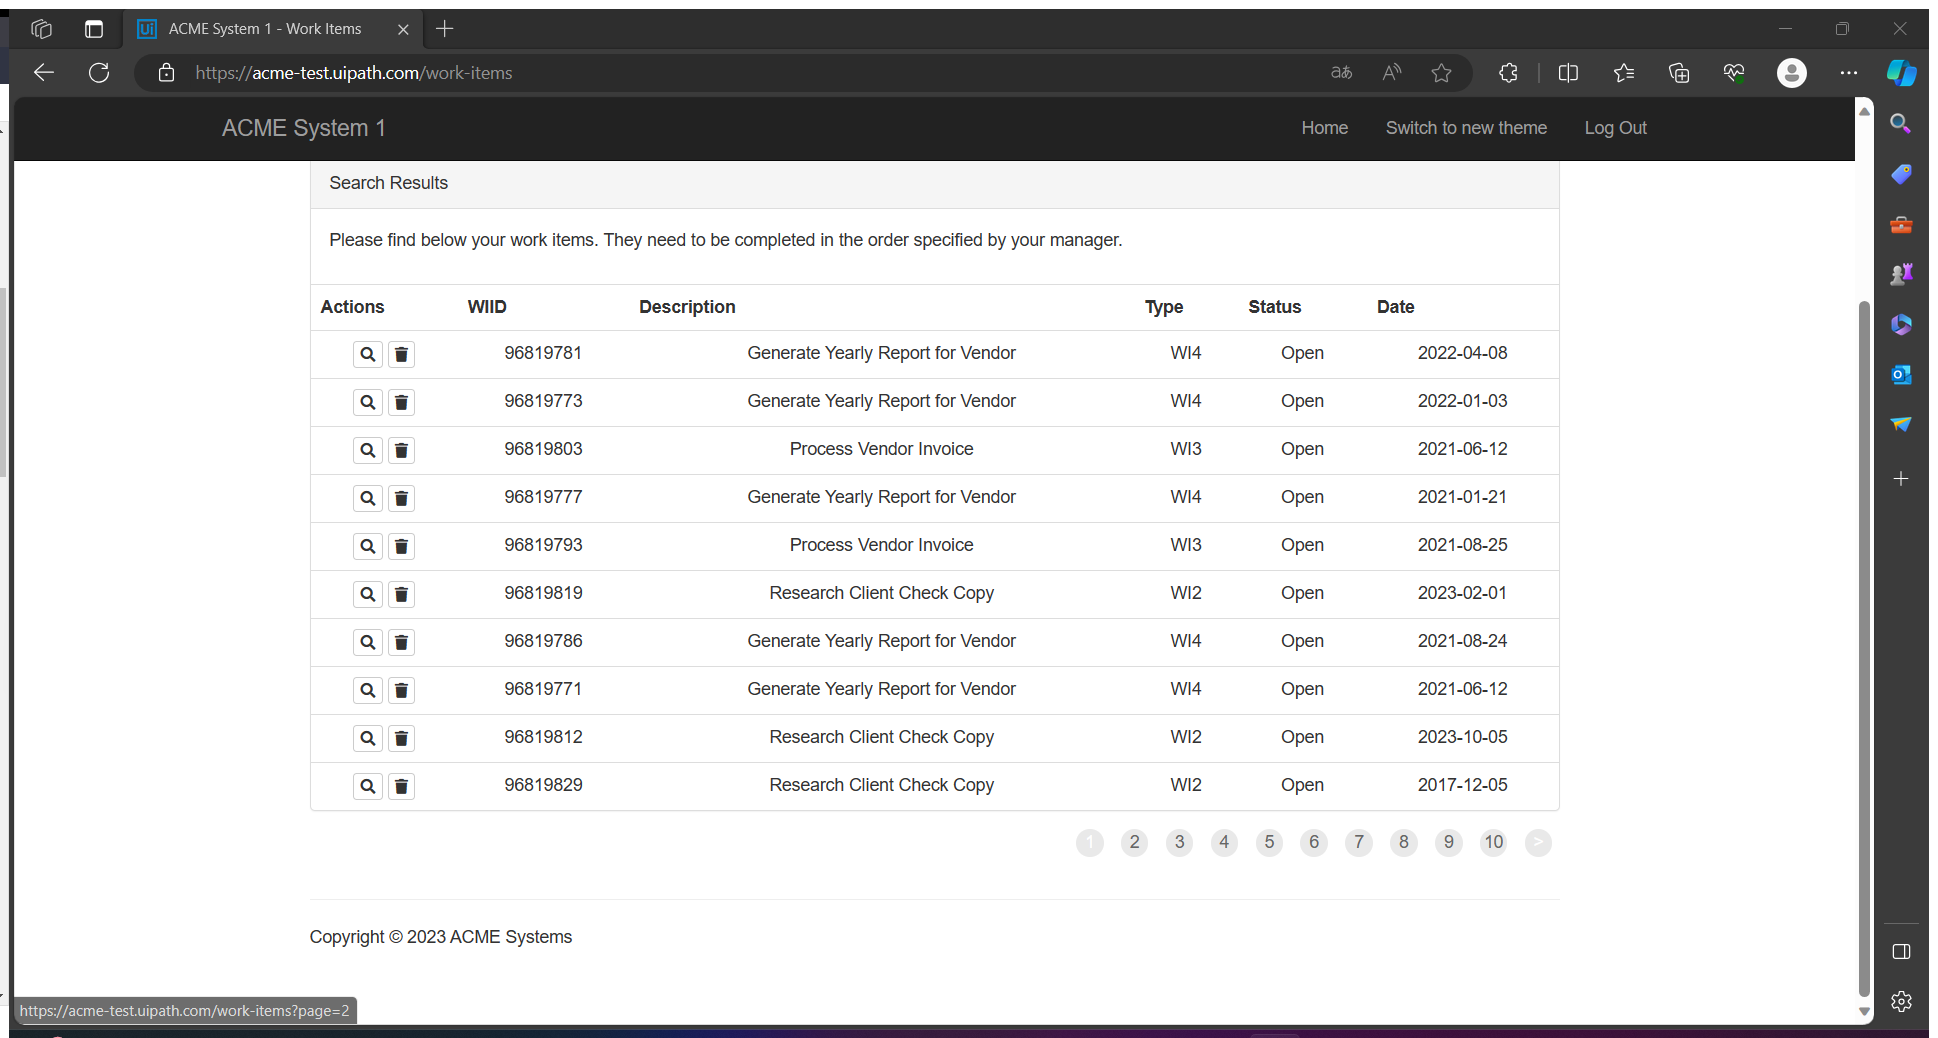 ACME System 1 - Work Items
https://acme-test.uipath.com/work-items
ACME System 1 Home Switch to new theme Log Out
Search Results
Please find below your work items. They need to be completed in the order specified by your manager.
Actions WIID Description Type Status Date
96819781 Generate Yearly Report for Vendor WI4 Open 2022-04-08
96819773 Generate Yearly Report for Vendor WI4 Open 2022-01-03
96819803 Process Vendor Invoice WI3 Open 2021-06-12
96819777 Generate Yearly Report for Vendor WI4 Open 2021-01-21
96819793 Process Vendor Invoice WI3 Open 2021-08-25
96819819 Research Client Check Copy WI2 Open 2023-02-01
96819786 Generate Yearly Report for Vendor WI4 Open 2021-08-24
96819771 Generate Yearly Report for Vendor WI4 Open 2021-06-12
96819812 Research Client Check Copy WI2 Open 2023-10-05
96819829 Research Client Check Copy WI2 Open 2017-12-05
1 2 3 4 5 6 7 8 9 10 >
Copyright © 2023 ACME Systems
https://acme-test.uipath.com/work-items?page=2